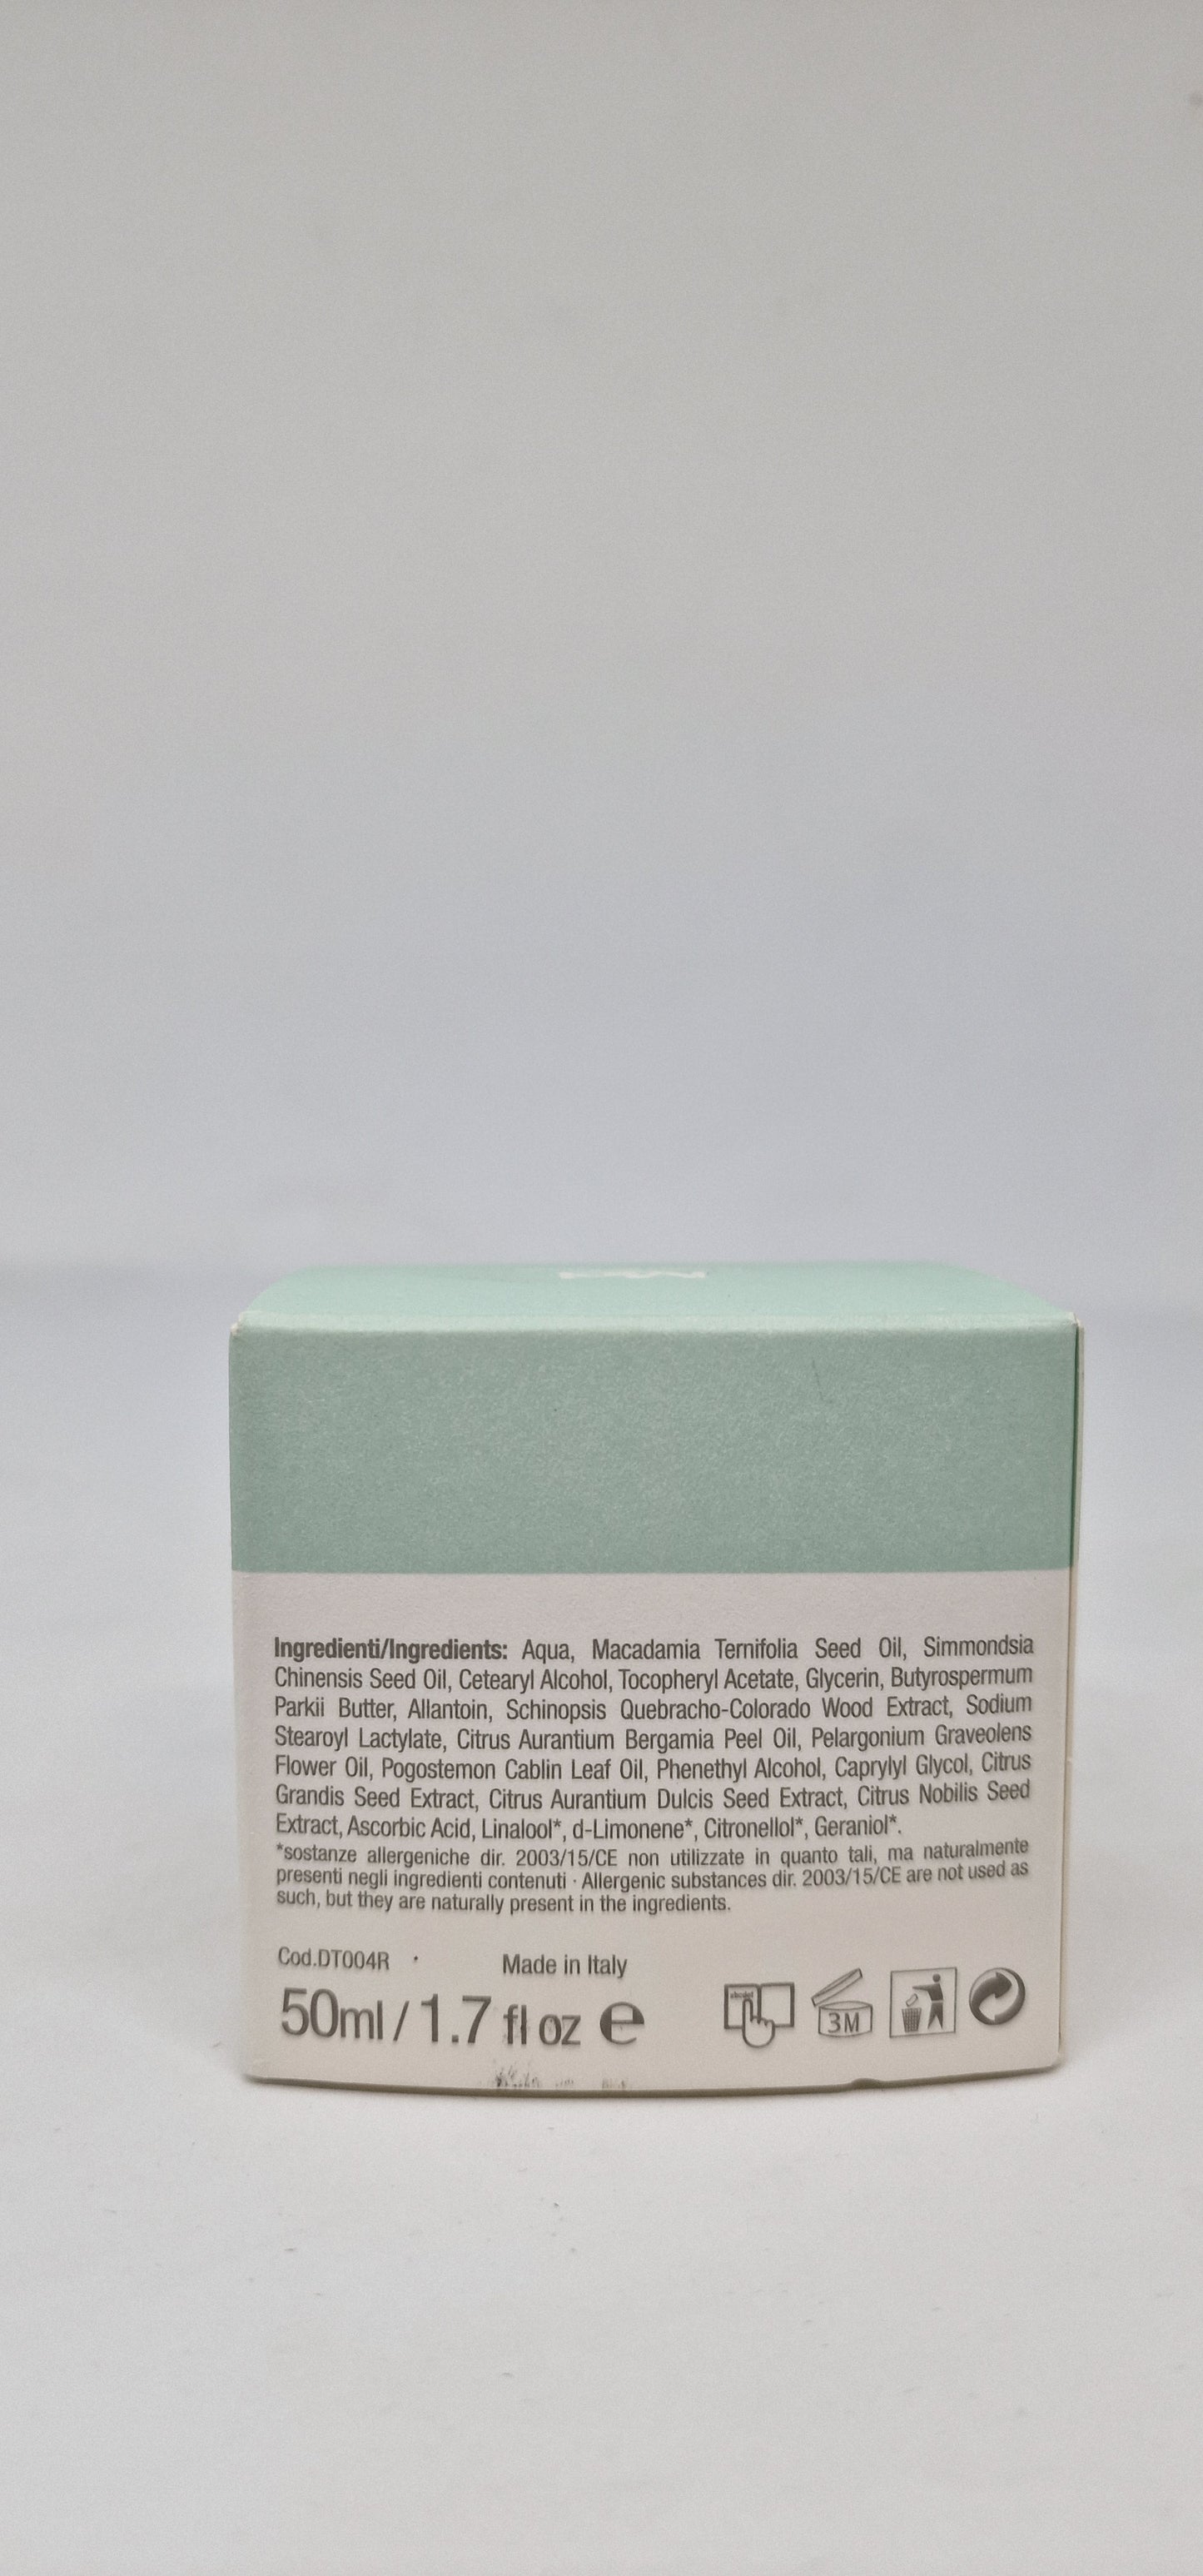 Ingredienti/Ingredients: Aqua, Macadamia Ternifolia Seed Oil, Simmondsia
Chinensis Seed Oil, Cetearyl Alcohol, Tocopheryl Acetate, Glycerin, Butyrospermum
Parkii Butter, Allantoin, Schinopsis Quebracho-Colorado Wood Extract, Sodium
Stearoyl Lactylate, Citrus Aurantium Bergamia Peel Oil, Pelargonium Graveolens
Flower Oil, Pogostemon Cablin Leaf Oil, Phenethyl Alcohol, Caprylyl Glycol, Citrus
Grandis Seed Extract, Citrus Aurantium Dulcis Seed Extract, Citrus Nobilis Seed
Extract, Ascorbic Acid, Linalool*, d-Limonene*, Citronellol*, Geraniol*.
*sostanze allergeniche dir. 2003/15/CE non utilizzate in quanto tali, ma naturalmente
presenti negli ingredienti contenuti · Allergenic substances dir. 2003/15/CE are not used as
such, but they are naturally present in the ingredients.
Cod.DT004R · Made in Italy
50ml / 1.7 fl oz e
3M